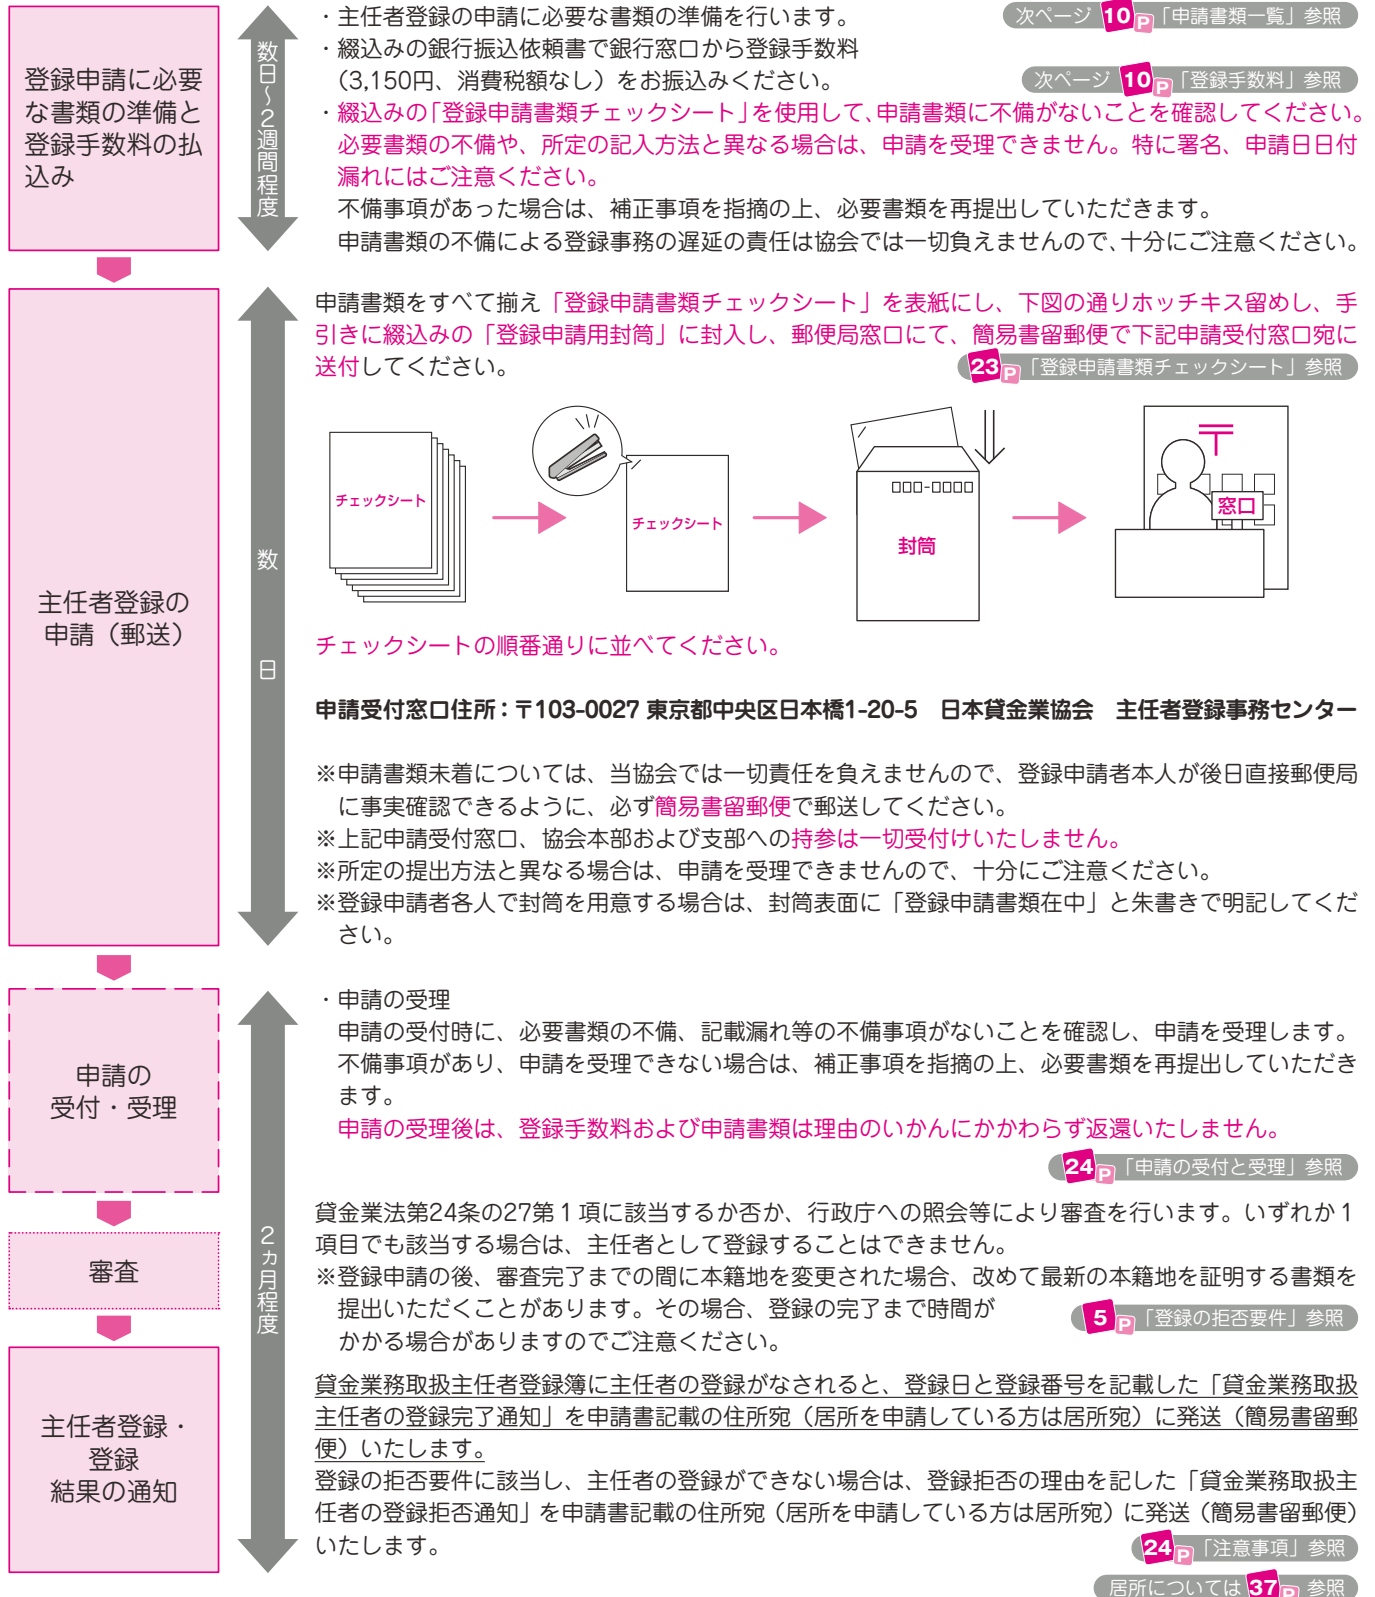 登録申請に必要
な書類の準備と
登録手数料の払
込み
数日～2週間程度
・主任者登録の申請に必要な書類の準備を行います。
次ページ 10P「申請書類一覧」参照
・綴込みの銀行振込依頼書で銀行窓口から登録手数料
（3,150円、消費税額なし）をお振込みください。
次ページ 10P「登録手数料」参照
・綴込みの「登録申請書類チェックシート」を使用して、申請書類に不備がないことを確認してください。
必要書類の不備や、所定の記入方法と異なる場合は、申請を受理できません。特に署名、申請日日付
漏れにはご注意ください。
不備事項があった場合は、補正事項を指摘の上、必要書類を再提出していただきます。
申請書類の不備による登録事務の遅延の責任は協会では一切負えませんので、十分にご注意ください。
主任者登録の
申請（郵送）
数日
申請書類をすべて揃え「登録申請書類チェックシート」を表紙にし、下図の通りホッチキス留めし、手
引きに綴込みの「登録申請用封筒」に封入し、郵便局窓口にて、簡易書留郵便で下記申請受付窓口宛に
送付してください。
23P「登録申請書類チェックシート」参照
チェックシート
チェックシート
封筒
〒
窓口
チェックシートの順番通りに並べてください。
申請受付窓口住所：〒103-0027 東京都中央区日本橋1-20-5　日本貸金業協会　主任者登録事務センター
※申請書類未着については、当協会では一切責任を負えませんので、登録申請者本人が後日直接郵便局
に事実確認できるように、必ず簡易書留郵便で郵送してください。
※上記申請受付窓口、協会本部および支部への持参は一切受付けいたしません。
※所定の提出方法と異なる場合は、申請を受理できませんので、十分にご注意ください。
※登録申請者各人で封筒を用意する場合は、封筒表面に「登録申請書類在中」と朱書きで明記してくだ
さい。
申請の
受付・受理
2ヵ月程度
・申請の受理
申請の受付時に、必要書類の不備、記載漏れ等の不備事項がないことを確認し、申請を受理します。
不備事項があり、申請を受理できない場合は、補正事項を指摘の上、必要書類を再提出していただき
ます。
申請の受理後は、登録手数料および申請書類は理由のいかんにかかわらず返還いたしません。
24P「申請の受付と受理」参照
審査
貸金業法第24条の27第１項に該当するか否か、行政庁への照会等により審査を行います。いずれか１
項目でも該当する場合は、主任者として登録することはできません。
※登録申請の後、審査完了までの間に本籍地を変更された場合、改めて最新の本籍地を証明する書類を
提出いただくことがあります。その場合、登録の完了まで時間が
かかる場合がありますのでご注意ください。
5P「登録の拒否要件」参照
主任者登録・
登録
結果の通知
貸金業務取扱主任者登録簿に主任者の登録がなされると、登録日と登録番号を記載した「貸金業務取扱
主任者の登録完了通知」を申請書記載の住所宛（居所を申請している方は居所宛）に発送（簡易書留郵
便）いたします。
登録の拒否要件に該当し、主任者の登録ができない場合は、登録拒否の理由を記した「貸金業務取扱主
任者の登録拒否通知」を申請書記載の住所宛（居所を申請している方は居所宛）に発送（簡易書留郵便）
いたします。
24P「注意事項」参照
居所については 37P 参照